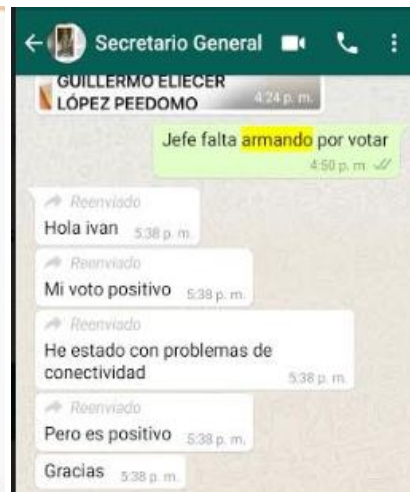 Secretario General
GUILLERMO ELIECER
LÓPEZ PEEDOMO
4:24 p. m.
Jefe falta armando por votar
4:50 p. m.
Reenviado
Hola ivan 5:38 p. m.
Reenviado
Mi voto positivo 5:38 p. m.
Reenviado
He estado con problemas de
conectividad 5:38 p. m.
Reenviado
Pero es positivo 5:38 p. m.
Gracias 5:38 p. m.